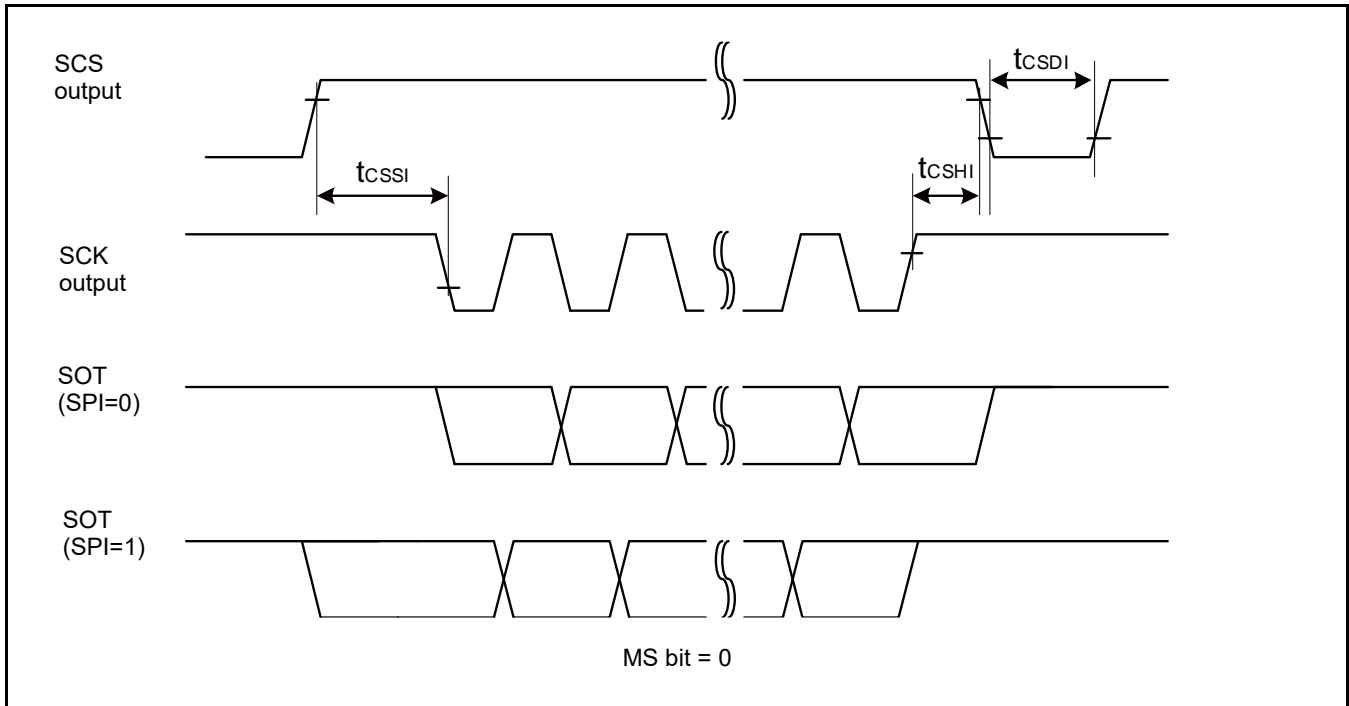 SCS
output
tCSDI
tCSSI
tCSHI
SCK
output
SOT
(SPI=0)
SOT
(SPI=1)
MS bit = 0